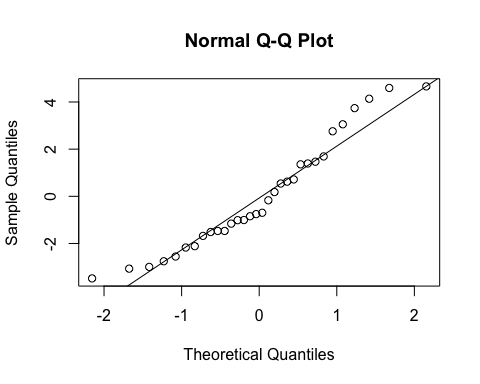 Normal Q-Q Plot
Sample Quantiles
4
2
0
-2
-2 -1 0 1 2
Theoretical Quantiles